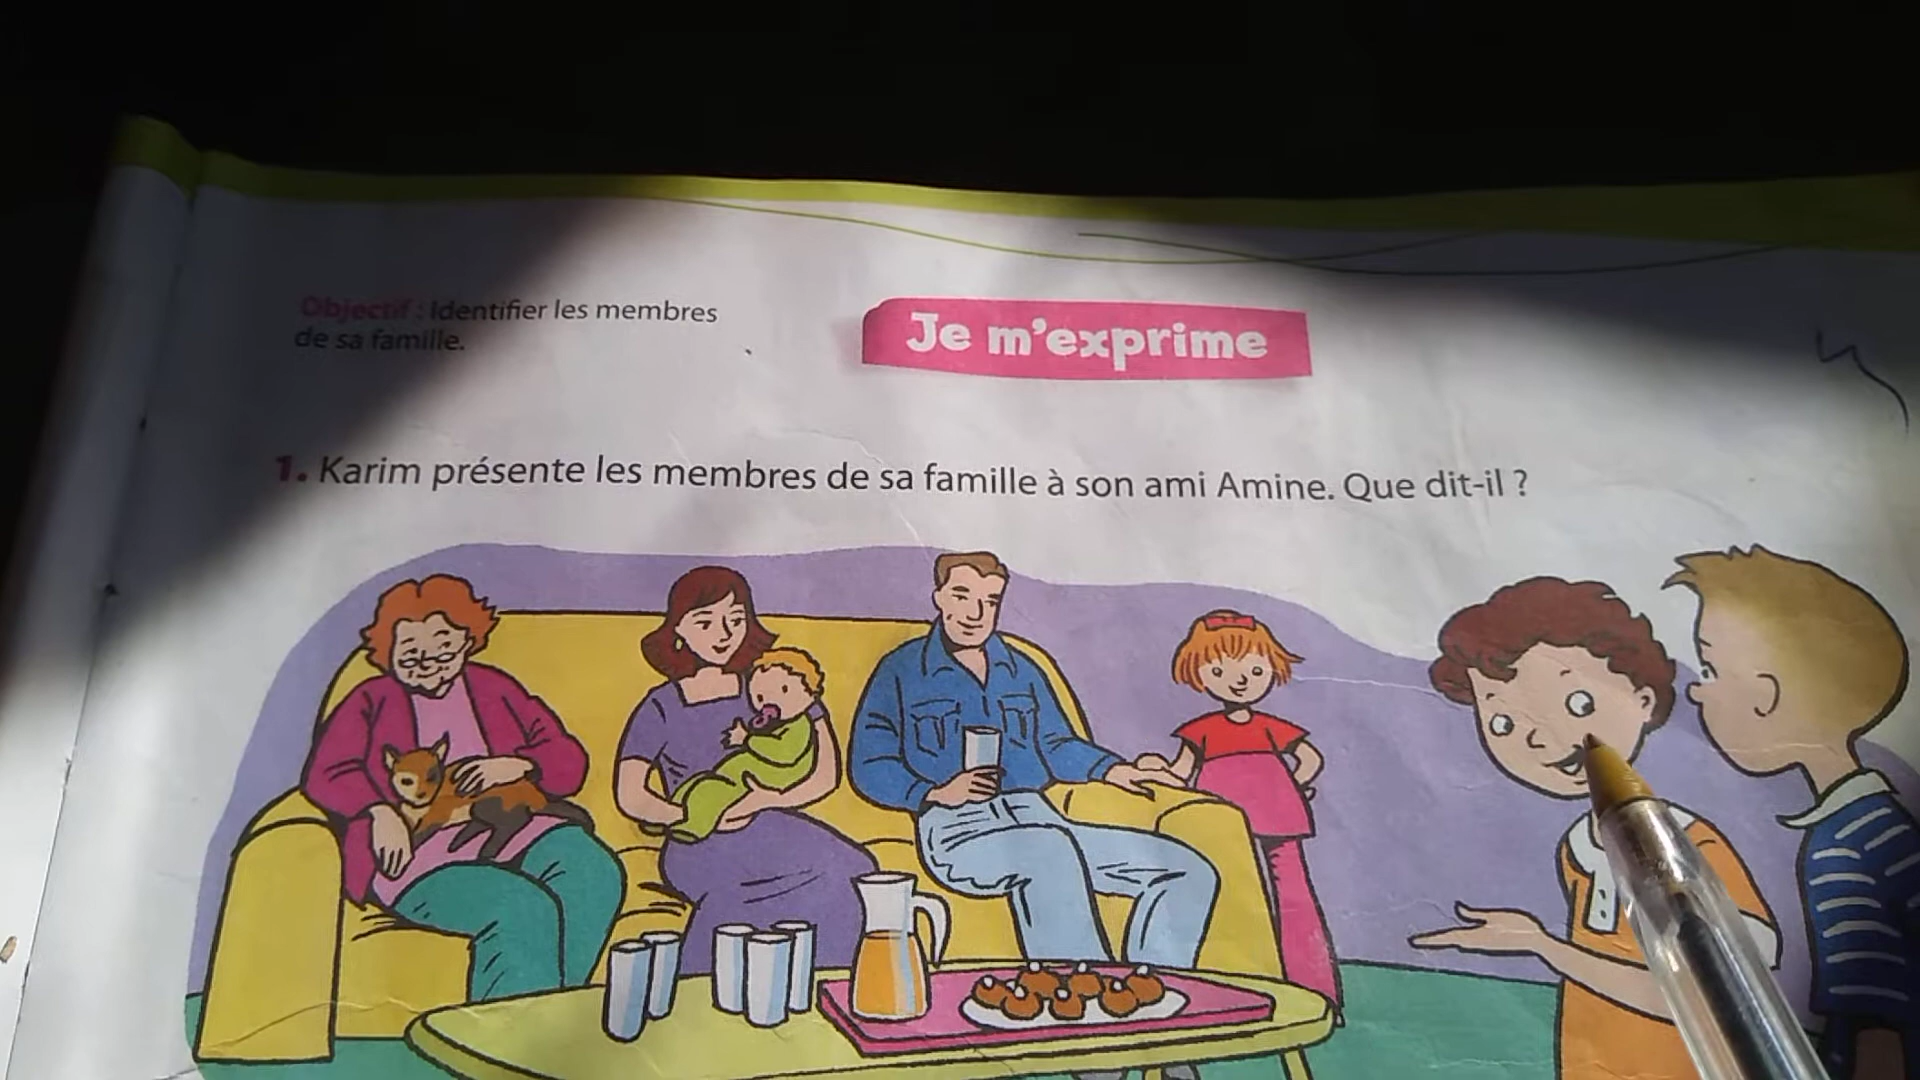 Objectif : Identifier les membres
de sa famille.
Je m'exprime
1. Karim présente les membres de sa famille à son ami Amine. Que dit-il ?